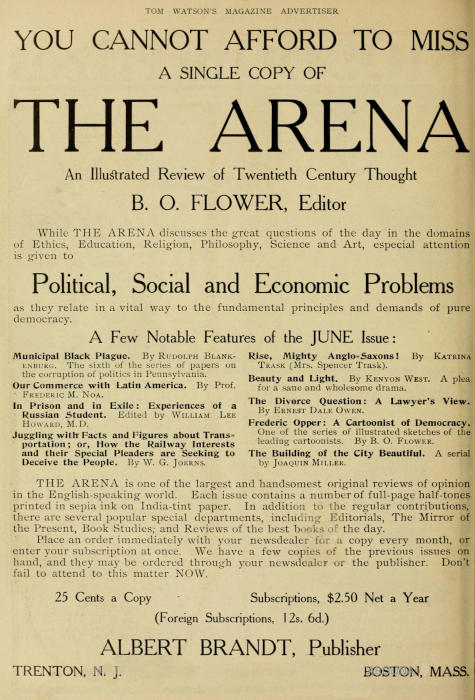 TOM WATSON'S MAGAZINE ADVERTISER
YOU CANNOT AFFORD TO MISS
A SINGLE COPY OF
THE ARENA
An Illustrated Review of Twentieth Century Thought
B. O. FLOWER, Editor
While THE ARENA discusses the great questions of the day in the domains
of Ethics, Education, Religion, Philosophy, Science and Art, especial attention
is given to
Political, Social and Economic Problems
as they relate in a vital way to the fundamental principles and demands of pure
democracy.
A Few Notable Features of the JUNE Issue:
Municipal Black Plague. By RUDOLPH BLANK-
ENBURG. The sixth of the series of papers on
the corruption of politics in Pennsylvania.
Our Commerce with Latin America. By Prof.
FREDERIC M. NOA.
In Prison and in Exile: Experiences of a
Russian Student. Edited by WILLIAM LEE
HOWARD, M.D.
Juggling with Facts and Figures about Trans-
portation; or, How the Railway Interests
and their Special Pleaders are Seeking to
Deceive the People. By W. G. JOERNS.
Rise, Mighty Anglo-Saxons! By KATRINA
TRASK (Mrs. Spencer Trask).
Beauty and Light. By KENYON WEST. A plea
for a sane and wholesome drama.
The Divorce Question: A Lawyer's View.
By ERNEST DALE OWEN.
Frederic Opper: A Cartoonist of Democracy.
One of the series of illustrated sketches of the
leading cartoonists. By B. O. FLOWER.
The Building of the City Beautiful. A serial
by JOAQUIN MILLER.
THE ARENA is one of the largest and handsomest original reviews of opinion
in the English-speaking world. Each issue contains a number of full-page half-tones
printed in sepia ink on India-tint paper. In addition to the regular contributions,
there are several popular special departments, including Editorials, The Mirror of
the Present, Book Studies; and Reviews of the best books of the day.
Place an order immediately with your newsdealer for a copy every month, or
enter your subscription at once. We have a few copies of the previous issues on
hand, and they may be ordered through your newsdealer or the publisher. Don't
fail to attend to this matter NOW.
25 Cents a Copy Subscriptions, $2.50 Net a Year
(Foreign Subscriptions, 12s. 6d.)
ALBERT BRANDT, Publisher
TRENTON, N. J. BOSTON, MASS.